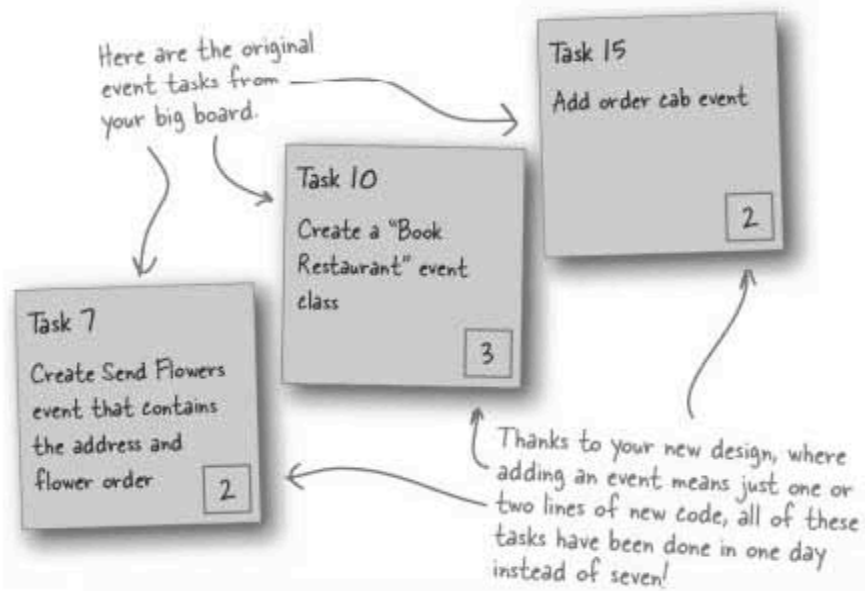 Here are the original
event tasks from
your big board.
Task 15
Add order cab event
2
Task 10
Create a "Book
Restaurant" event
class
3
Task 7
Create Send Flowers
event that contains
the address and
flower order
2
Thanks to your new design, where
adding an event means just one or
two lines of new code, all of these
tasks have been done in one day
instead of seven!